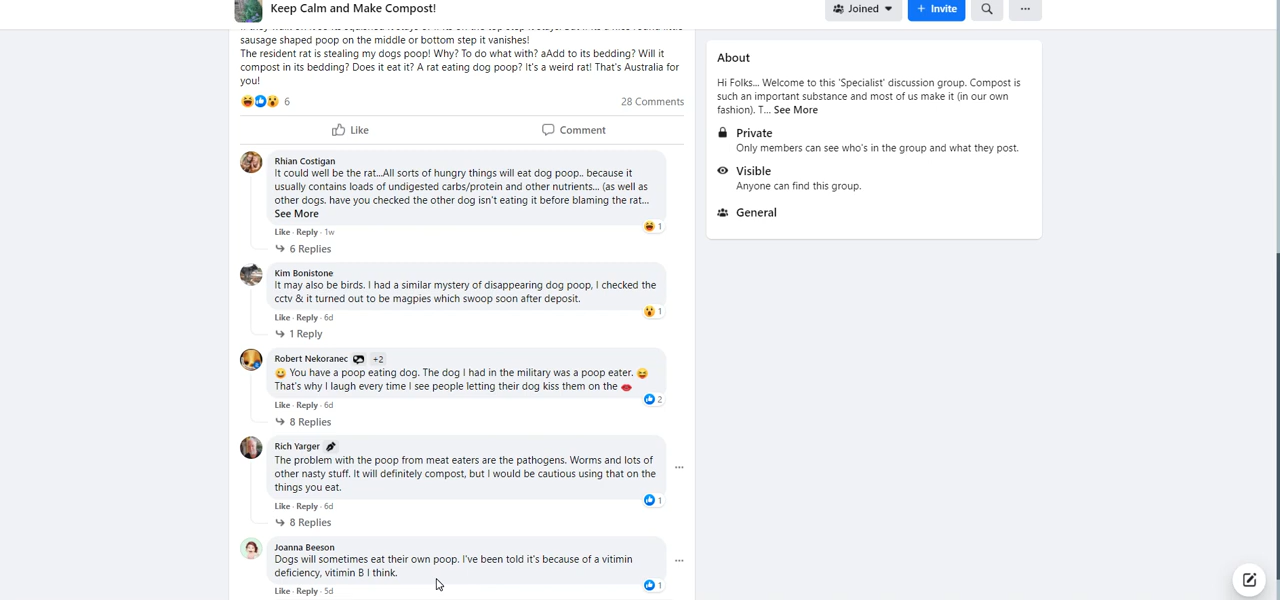 Keep Calm and Make Compost!
Joined
+ Invite
sausage shaped poop on the middle or bottom step it vanishes!
The resident rat is stealing my dogs poop! Why? To do what with? aAdd to its bedding? Will it
compost in its bedding? Does it eat it? A rat eating dog poop? It's a weird rat! That's Australia for
you!
6
28 Comments
Like
Comment
Rhian Costigan
It could well be the rat...All sorts of hungry things will eat dog poop.. because it
usually contains loads of undigested carbs/protein and other nutrients... (as well as
other dogs. have you checked the other dog isn't eating it before blaming the rat...
See More
1
Like · Reply · 1w
6 Replies
Kim Bonistone
It may also be birds. I had a similar mystery of disappearing dog poop, I checked the
cctv & it turned out to be magpies which swoop soon after deposit.
1
Like · Reply · 6d
1 Reply
Robert Nekoranec +2
You have a poop eating dog. The dog I had in the military was a poop eater.
That's why I laugh every time I see people letting their dog kiss them on the
2
Like · Reply · 6d
8 Replies
Rich Yarger
The problem with the poop from meat eaters are the pathogens. Worms and lots of
other nasty stuff. It will definitely compost, but I would be cautious using that on the
things you eat.
1
Like · Reply · 6d
8 Replies
Joanna Beeson
Dogs will sometimes eat their own poop. I've been told it's because of a vitimin
deficiency, vitimin B I think.
1
Like · Reply · 5d
About
Hi Folks... Welcome to this 'Specialist' discussion group. Compost is
such an important substance and most of us make it (in our own
fashion). T... See More
Private
Only members can see who's in the group and what they post.
Visible
Anyone can find this group.
General